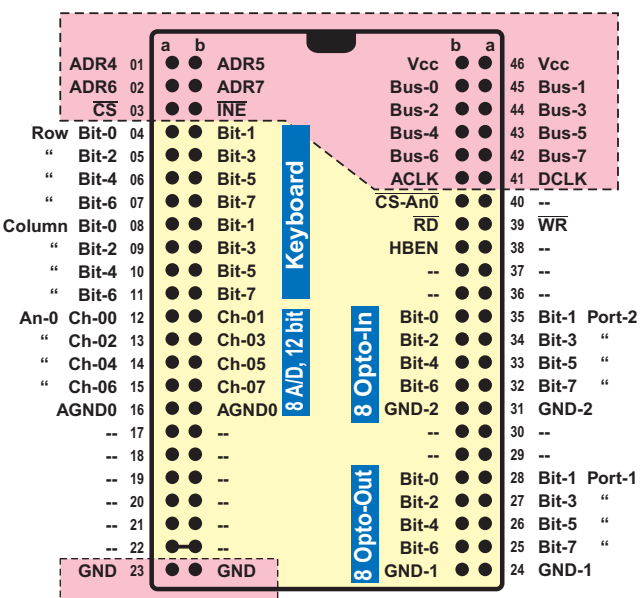 a b b a
ADR4 01 ADR5 Vcc 46 Vcc
ADR6 02 ADR7 Bus-0 45 Bus-1
CS 03 INE Bus-2 44 Bus-3
Row Bit-0 04 Bit-1 Bus-4 43 Bus-5
“ Bit-2 05 Bit-3 Bus-6 42 Bus-7
“ Bit-4 06 Bit-5 ACLK 41 DCLK
“ Bit-6 07 Bit-7 CS-An0 40 --
Column Bit-0 08 Bit-1 RD 39 WR
“ Bit-2 09 Bit-3 HBEN 38 --
“ Bit-4 10 Bit-5 -- 37 --
“ Bit-6 11 Bit-7 -- 36 --
An-0 Ch-00 12 Ch-01 Bit-0 35 Bit-1 Port-2
“ Ch-02 13 Ch-03 Bit-2 34 Bit-3 “
“ Ch-04 14 Ch-05 Bit-4 33 Bit-5 “
“ Ch-06 15 Ch-07 Bit-6 32 Bit-7 “
AGND0 16 AGND0 GND-2 31 GND-2
-- 17 -- -- 30 --
-- 18 -- -- 29 --
-- 19 -- Bit-0 28 Bit-1 Port-1
-- 20 -- Bit-2 27 Bit-3 “
-- 21 -- Bit-4 26 Bit-5 “
-- 22 -- Bit-6 25 Bit-7 “
GND 23 GND GND-1 24 GND-1
Keyboard
8 A/D, 12 bit
8 Opto-In
8 Opto-Out